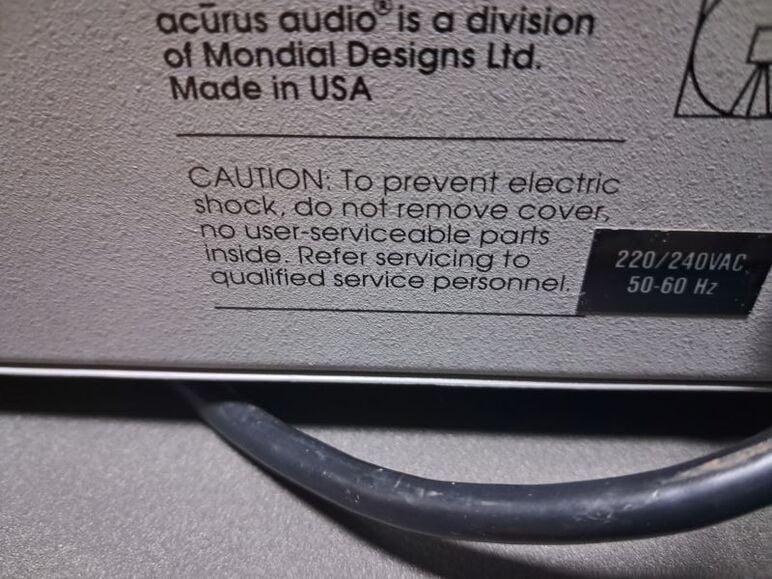 acūrus audio® is a division
of Mondial Designs Ltd.
Made in USA
CAUTION: To prevent electric
shock, do not remove cover,
no user-serviceable parts
inside. Refer servicing to
qualified service personnel.
220/240VAC
50-60 Hz